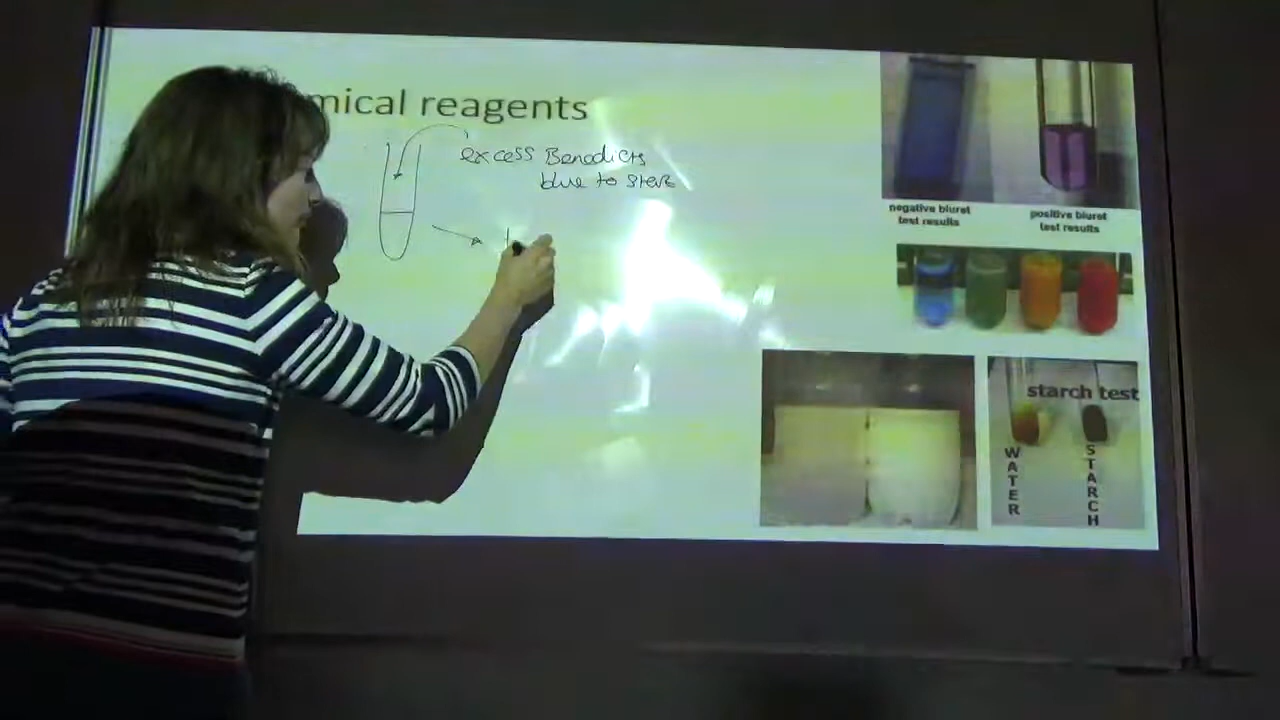 mical reagents
excess Benedicts
blue to start
negative biuret
test results
positive biuret
test results
starch test
WATER
STARCH